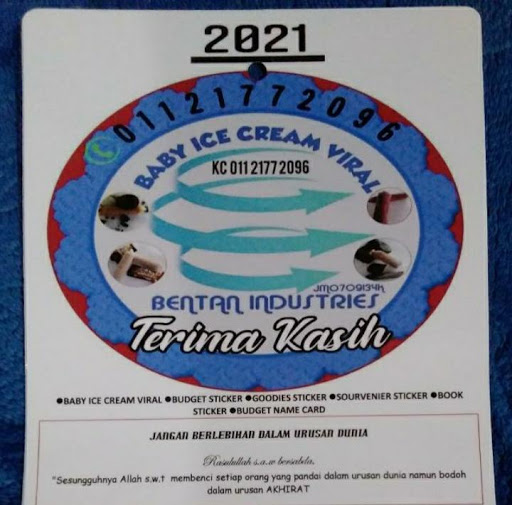 2021
01121772096
BABY ICE CREAM VIRAL
KC 011 2177 2096
JM0709134K
BENTAN INDUSTRIES
Terima Kasih
●BABY ICE CREAM VIRAL ●BUDGET STICKER ●GOODIES STICKER ●SOURVENIER STICKER ●BOOK
STICKER ●BUDGET NAME CARD
JANGAN BERLEBIHAN DALAM URUSAN DUNIA
Rasulullah s.a.w bersabda,
"Sesungguhnya Allah s.w.t membenci setiap orang yang pandai dalam urusan dunia namun bodoh
dalam urusan AKHIRAT